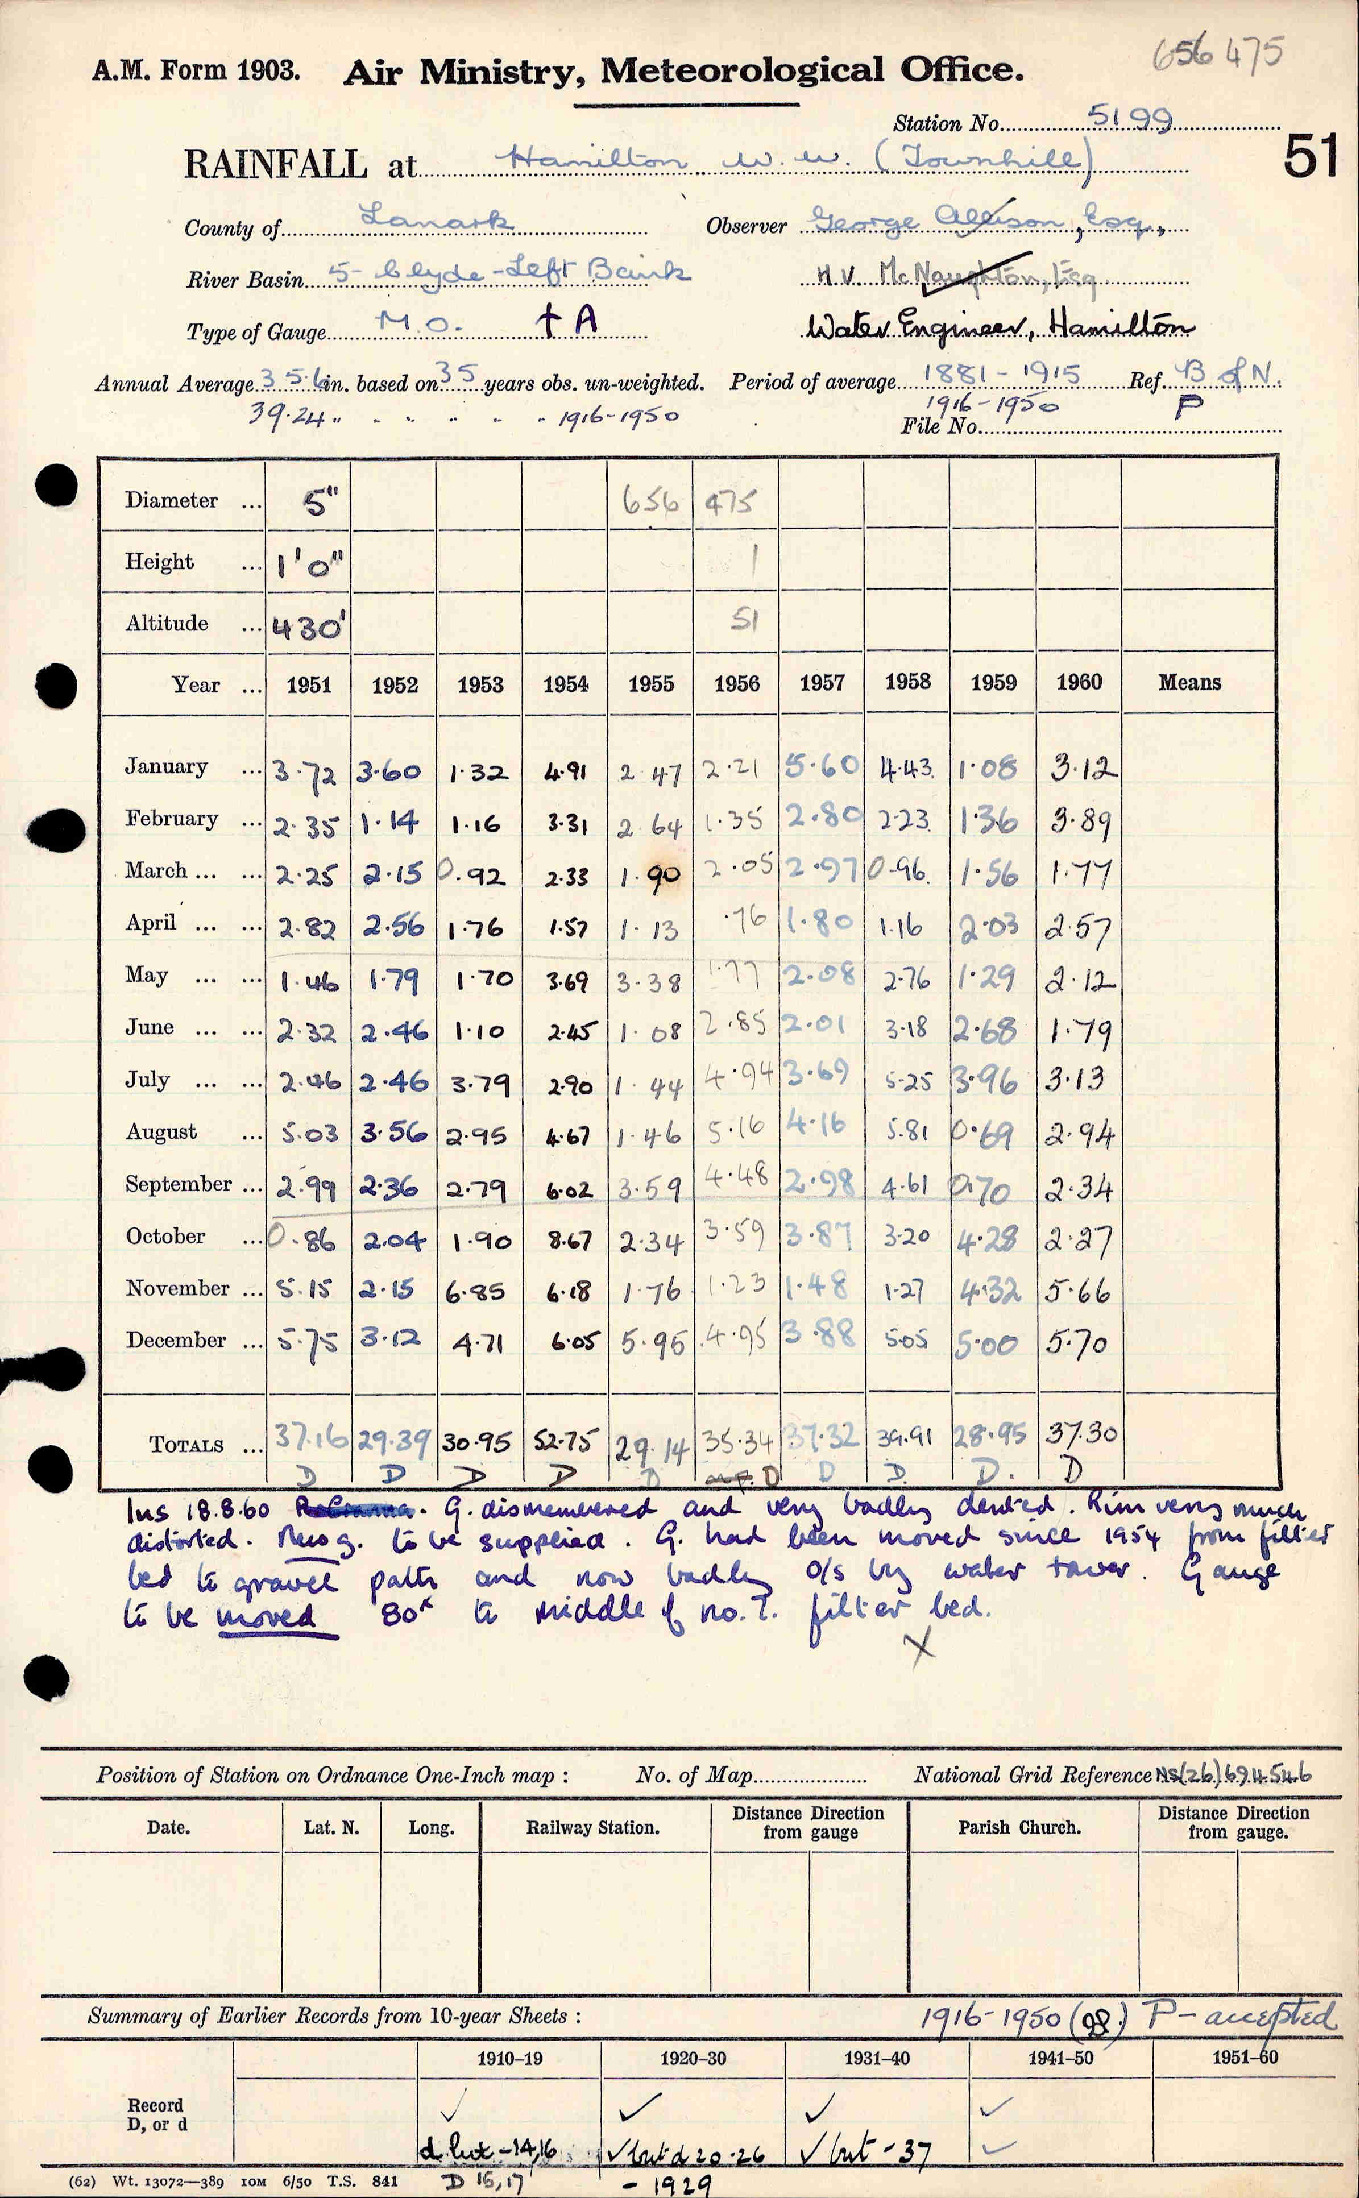 656 475
A.M. Form 1903. Air Ministry, Meteorological Office.
Station No. 5199
51
RAINFALL at Hamilton W.W. (Townhill)
County of Lanark Observer George Allison, Esq.,
River Basin 5- Clyde-Left Bank H.V. McNaughton, Esq
Type of Gauge M.O. † A Water Engineer, Hamilton
Annual Average 35.6 in. based on 35 years obs. un-weighted. Period of average 1881-1915 Ref. B of N.
39.24 " " " " " " 1916-1950 1916-1950 P
File No.
Diameter ... 5" 656 475
Height ... 1'0" 1
Altitude ... 430' 51
Year ... 1951 1952 1953 1954 1955 1956 1957 1958 1959 1960 Means
January ... 3.72 3.60 1.32 4.91 2.47 2.21 5.60 4.43 1.08 3.12
February ... 2.35 1.14 1.16 3.31 2.64 1.35 2.80 2.23 1.36 3.89
March ... ... 2.25 2.15 0.92 2.33 1.90 2.05 2.97 0.96 1.56 1.77
April ... ... 2.82 2.56 1.76 1.57 1.13 .76 1.80 1.16 2.03 2.57
May ... ... 1.46 1.79 1.70 3.69 3.38 1.77 2.08 2.76 1.29 2.12
June ... ... 2.32 2.46 1.10 2.45 1.08 2.85 2.01 3.18 2.68 1.79
July ... ... 2.46 2.46 3.79 2.90 1.44 4.94 3.69 5.25 3.96 3.13
August ... 5.03 3.56 2.95 4.67 1.46 5.16 4.16 5.81 0.69 2.94
September ... 2.99 2.36 2.79 6.02 3.59 4.48 2.98 4.61 0.70 2.34
October ... 0.86 2.04 1.90 8.67 2.34 3.59 3.87 3.20 4.28 2.27
November ... 5.15 2.15 6.85 6.18 1.76 1.23 1.48 1.27 4.32 5.66
December ... 5.75 3.12 4.71 6.05 5.95 4.95 3.88 5.05 5.00 5.70
TOTALS ... 37.16 29.39 30.95 52.75 29.14 35.34 37.32 39.91 28.95 37.30
D D D D D D D D D. D
Ins 18.8.60 G. dismembered and very badly dented. Rim very much
distorted. New g. to be supplied. G. had been moved since 1954 from filter
bed to gravel path and now badly o/s by water tower. Gauge
to be moved 80x to middle of no. 7. filter bed.
X
Position of Station on Ordnance One-Inch map : No. of Map National Grid Reference NS(26)694546
Date. Lat. N. Long. Railway Station. Distance Direction from gauge Parish Church. Distance Direction from gauge.
Summary of Earlier Records from 10-year Sheets : 1916-1950 (98.) P-accepted
1910–19 1920–30 1931–40 1941–50 1951–60
Record ✓ ✓ ✓ ✓
D, or d
d but -14,16 ✓ but d 20-26 ✓ but -37 ✓
(62) Wt. 13072—389 IOM 6/50 T.S. 841 D 15,17 - 1929